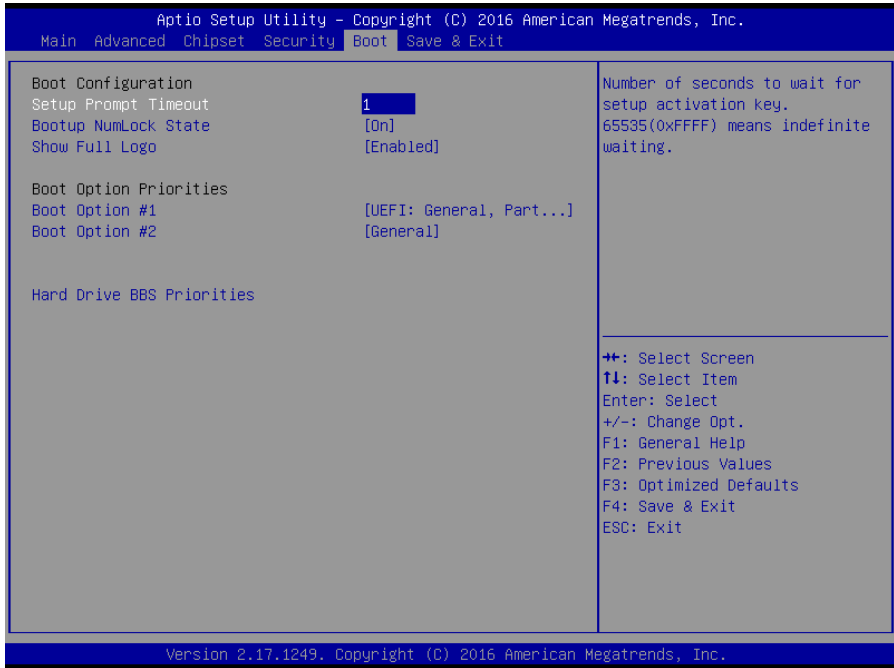 Aptio Setup Utility – Copyright (C) 2016 American Megatrends, Inc.
Main Advanced Chipset Security Boot Save & Exit
Boot Configuration
Setup Prompt Timeout 1
Bootup NumLock State [On]
Show Full Logo [Enabled]
Boot Option Priorities
Boot Option #1 [UEFI: General, Part...]
Boot Option #2 [General]
Hard Drive BBS Priorities
Number of seconds to wait for
setup activation key.
65535(0xFFFF) means indefinite
waiting.
→←: Select Screen
↑↓: Select Item
Enter: Select
+/-: Change Opt.
F1: General Help
F2: Previous Values
F3: Optimized Defaults
F4: Save & Exit
ESC: Exit
Version 2.17.1249. Copyright (C) 2016 American Megatrends, Inc.